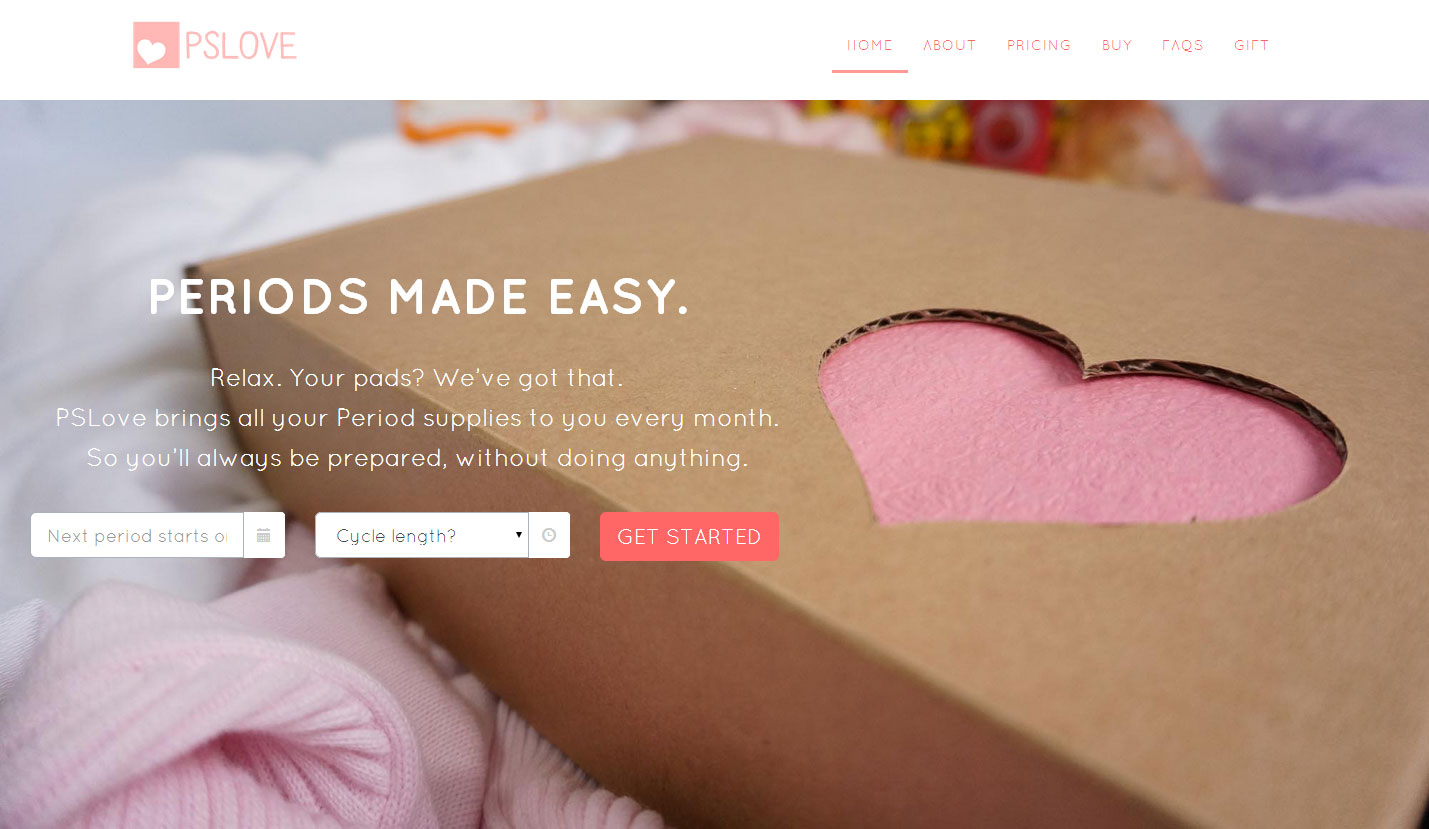 PSLOVE
HOME ABOUT PRICING BUY FAQS GIFT
PERIODS MADE EASY.
Relax. Your pads? We've got that.
PSLove brings all your Period supplies to you every month.
So you'll always be prepared, without doing anything.
Next period starts o
Cycle length?
GET STARTED